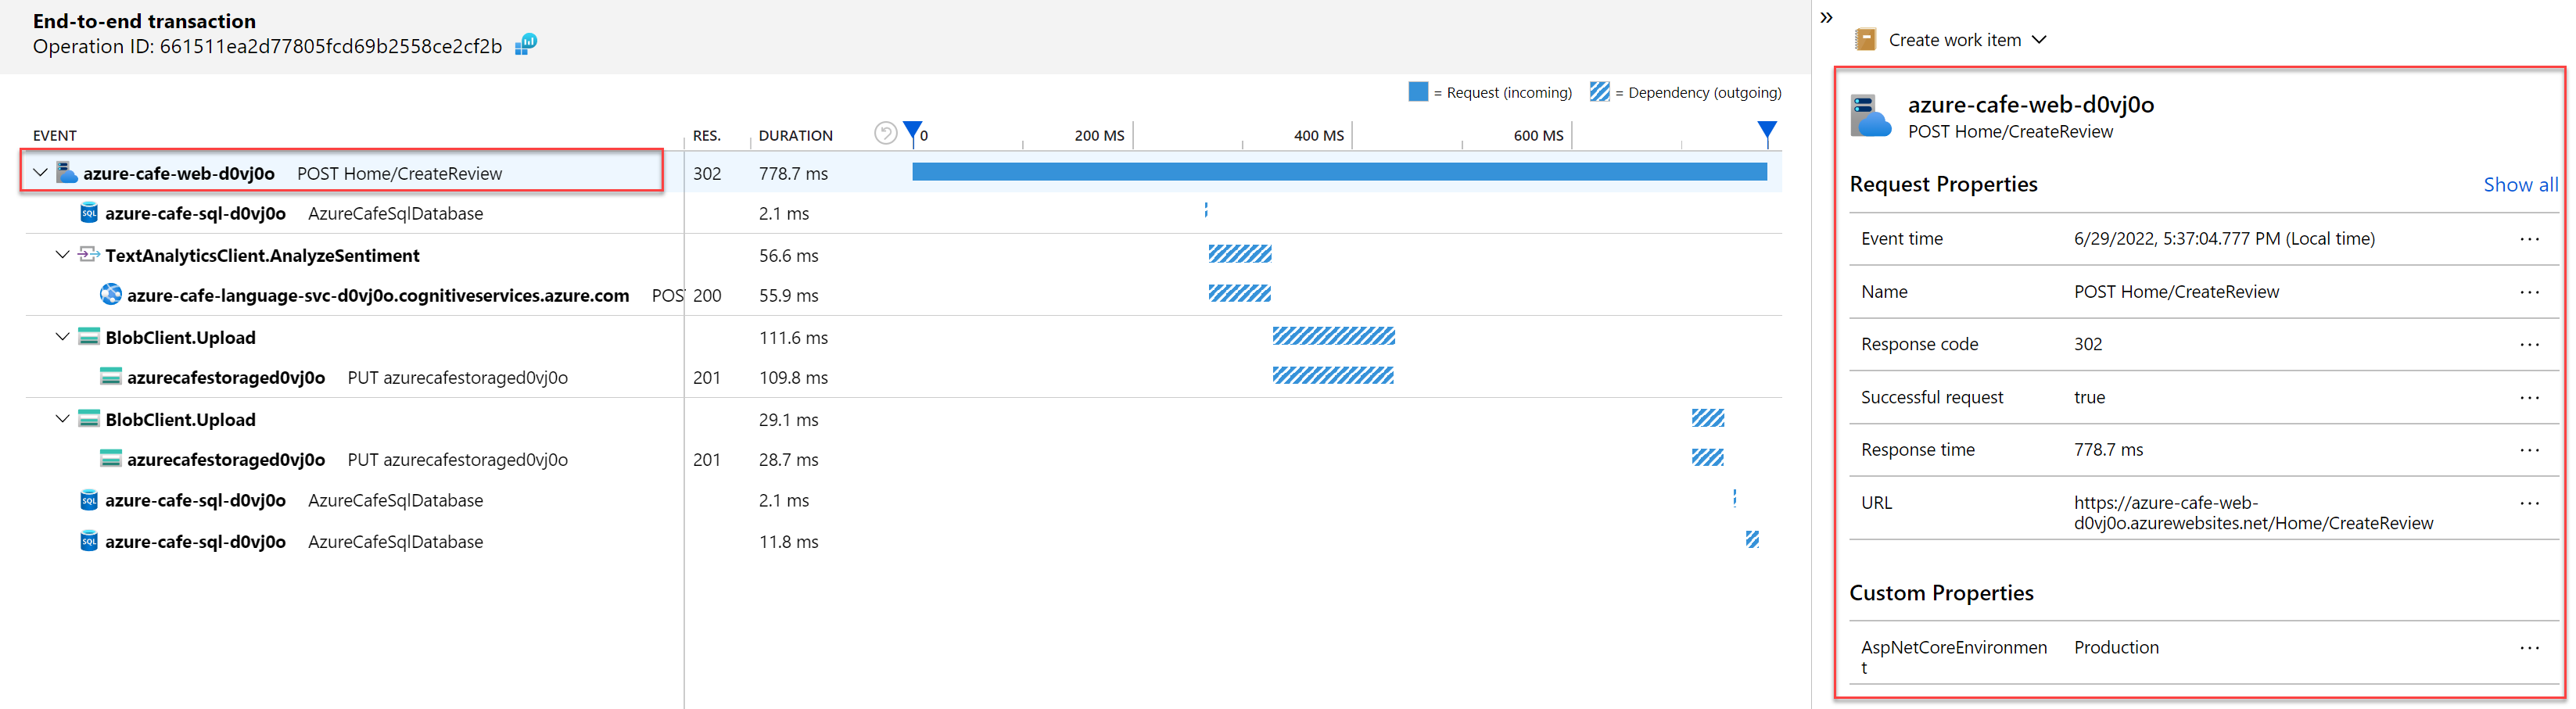 End-to-end transaction
Operation ID: 661511ea2d77805fcd69b2558ce2cf2b
= Request (incoming) = Dependency (outgoing)
EVENT RES. DURATION 0 200 MS 400 MS 600 MS
azure-cafe-web-d0vj0o POST Home/CreateReview 302 778.7 ms
SQL azure-cafe-sql-d0vj0o AzureCafeSqlDatabase 2.1 ms
TextAnalyticsClient.AnalyzeSentiment 56.6 ms
azure-cafe-language-svc-d0vj0o.cognitiveservices.azure.com POS 200 55.9 ms
BlobClient.Upload 111.6 ms
azurecafestoraged0vj0o PUT azurecafestoraged0vj0o 201 109.8 ms
BlobClient.Upload 29.1 ms
azurecafestoraged0vj0o PUT azurecafestoraged0vj0o 201 28.7 ms
SQL azure-cafe-sql-d0vj0o AzureCafeSqlDatabase 2.1 ms
SQL azure-cafe-sql-d0vj0o AzureCafeSqlDatabase 11.8 ms
»
Create work item
azure-cafe-web-d0vj0o
POST Home/CreateReview
Request Properties Show all
Event time 6/29/2022, 5:37:04.777 PM (Local time) ...
Name POST Home/CreateReview ...
Response code 302 ...
Successful request true ...
Response time 778.7 ms ...
URL https://azure-cafe-web- ...
d0vj0o.azurewebsites.net/Home/CreateReview
Custom Properties
AspNetCoreEnvironmen Production ...
t